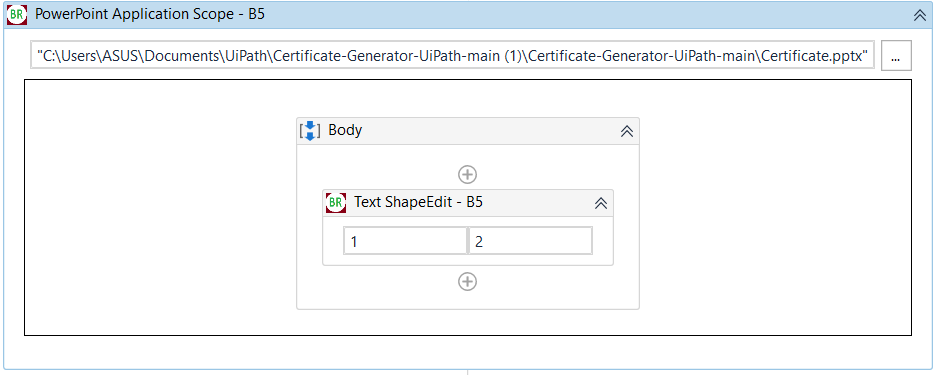 BR PowerPoint Application Scope - B5
"C:\Users\ASUS\Documents\UiPath\Certificate-Generator-UiPath-main (1)\Certificate-Generator-UiPath-main\Certificate.pptx" ...
Body
BR Text ShapeEdit - B5
1 2